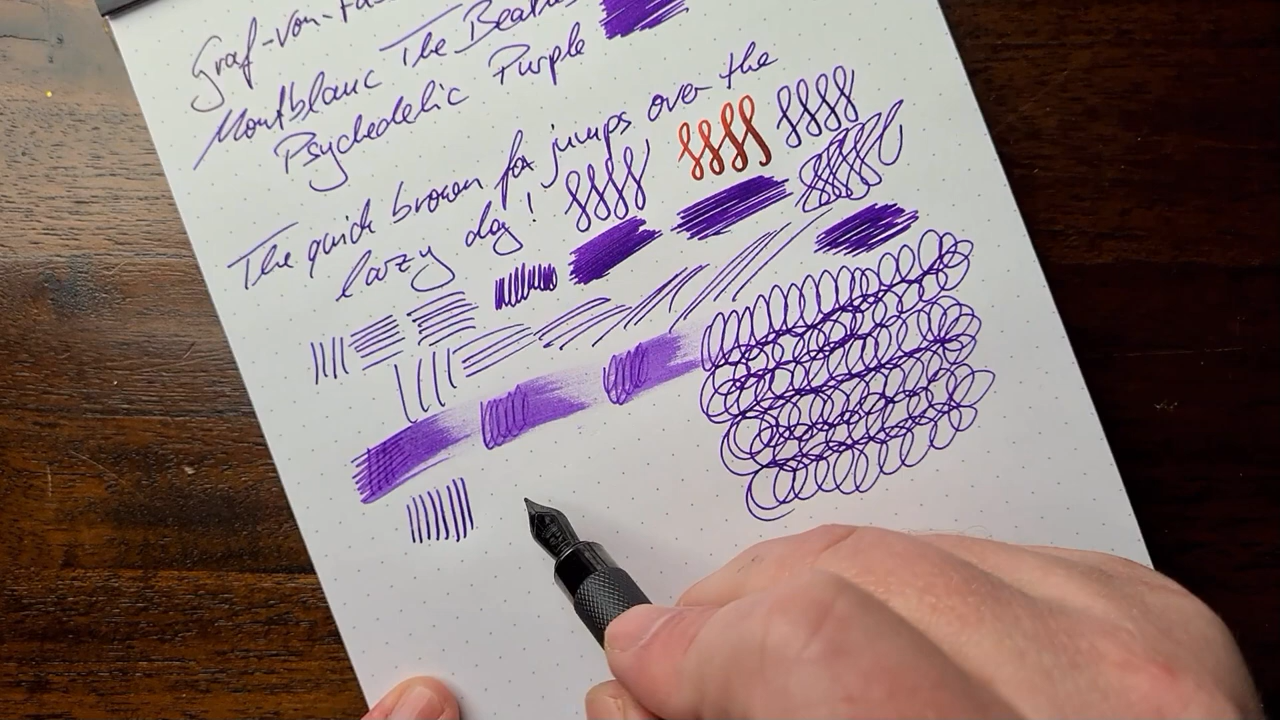 Graf-von-Fa
Montblanc The Beatles
Psychedelic Purple
The quick brown fox jumps over the
lazy dog!